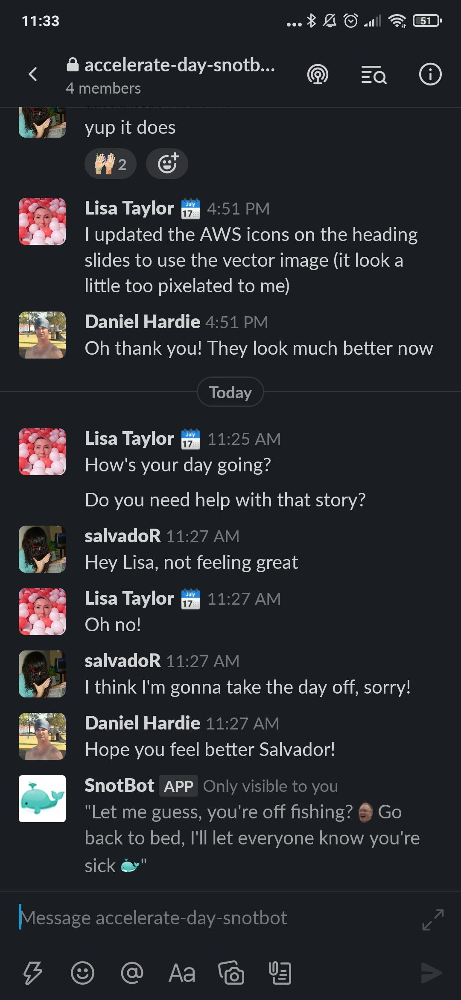 11:33
51
accelerate-day-snotb...
4 members
yup it does
2
Lisa Taylor 4:51 PM
July
17
I updated the AWS icons on the heading
slides to use the vector image (it look a
little too pixelated to me)
Daniel Hardie 4:51 PM
Oh thank you! They look much better now
Today
Lisa Taylor 11:25 AM
July
17
How's your day going?
Do you need help with that story?
salvadoR 11:27 AM
Hey Lisa, not feeling great
Lisa Taylor 11:27 AM
July
17
Oh no!
salvadoR 11:27 AM
I think I'm gonna take the day off, sorry!
Daniel Hardie 11:27 AM
Hope you feel better Salvador!
SnotBot APP Only visible to you
"Let me guess, you're off fishing? Go
back to bed, I'll let everyone know you're
sick "
Message accelerate-day-snotbot
@ Aa